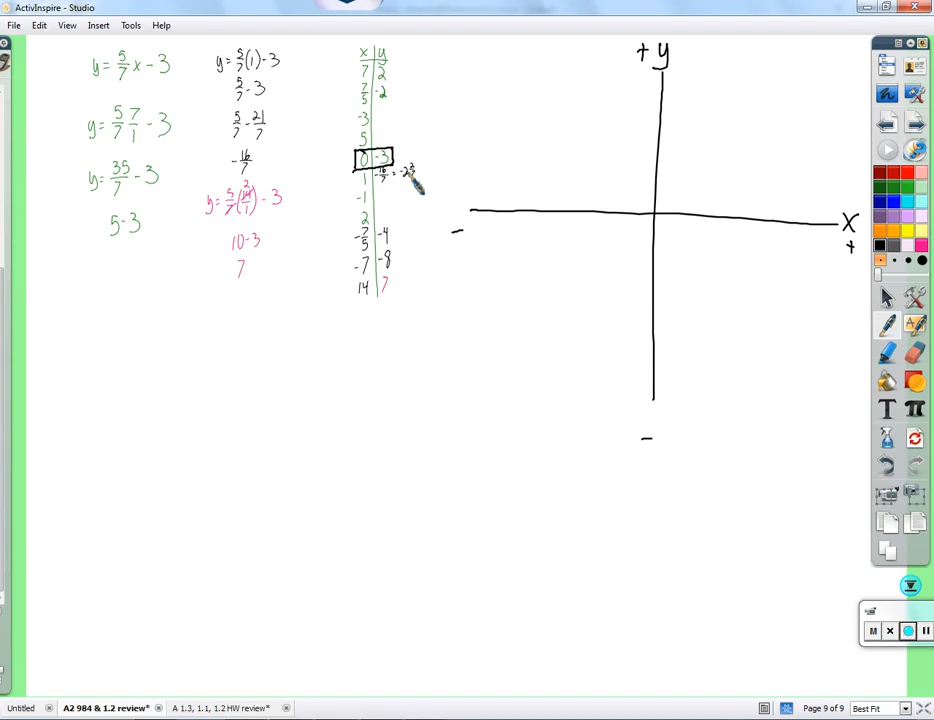 ActivInspire - Studio
File Edit View Insert Tools Help
y = 5/7 x - 3
y = 5/7 7/1 - 3
y = 35/7 - 3
5 - 3
y = 5/7 (1) - 3
5/7 - 3
5/7 - 21/7
- 16/7
y = 5/7 (14/1) - 3
2
10 - 3
7
x y
7 2
7/5 -2
-3
5
0 -3
1 -16/7 = -2 2/7
-1
2
-7/5 -4
-7 -8
14 7
+ y
- x
+
-
M x
Untitled A2 984 & 1.2 review* A 1.3, 1.1, 1.2 HW review* Page 9 of 9 Best Fit